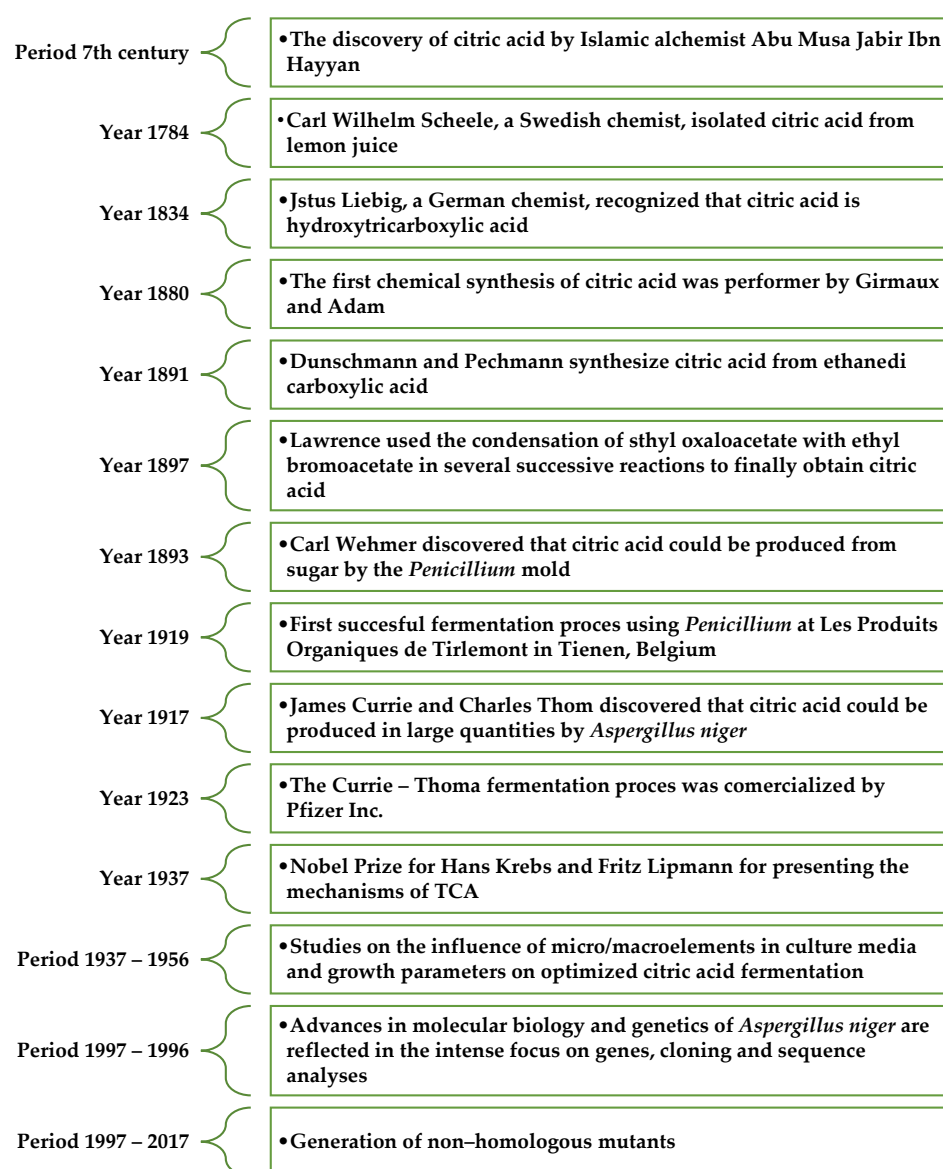 Period 7th century
•The discovery of citric acid by Islamic alchemist Abu Musa Jabir Ibn
Hayyan
Year 1784
•Carl Wilhelm Scheele, a Swedish chemist, isolated citric acid from
lemon juice
Year 1834
•Jstus Liebig, a German chemist, recognized that citric acid is
hydroxytricarboxylic acid
Year 1880
•The first chemical synthesis of citric acid was performer by Girmaux
and Adam
Year 1891
•Dunschmann and Pechmann synthesize citric acid from ethanedi
carboxylic acid
Year 1897
•Lawrence used the condensation of sthyl oxaloacetate with ethyl
bromoacetate in several successive reactions to finally obtain citric
acid
Year 1893
•Carl Wehmer discovered that citric acid could be produced from
sugar by the Penicillium mold
Year 1919
•First succesful fermentation proces using Penicillium at Les Produits
Organiques de Tirlemont in Tienen, Belgium
Year 1917
•James Currie and Charles Thom discovered that citric acid could be
produced in large quantities by Aspergillus niger
Year 1923
•The Currie – Thoma fermentation proces was comercialized by
Pfizer Inc.
Year 1937
•Nobel Prize for Hans Krebs and Fritz Lipmann for presenting the
mechanisms of TCA
Period 1937 – 1956
•Studies on the influence of micro/macroelements in culture media
and growth parameters on optimized citric acid fermentation
Period 1997 – 1996
•Advances in molecular biology and genetics of Aspergillus niger are
reflected in the intense focus on genes, cloning and sequence
analyses
Period 1997 – 2017
•Generation of non–homologous mutants